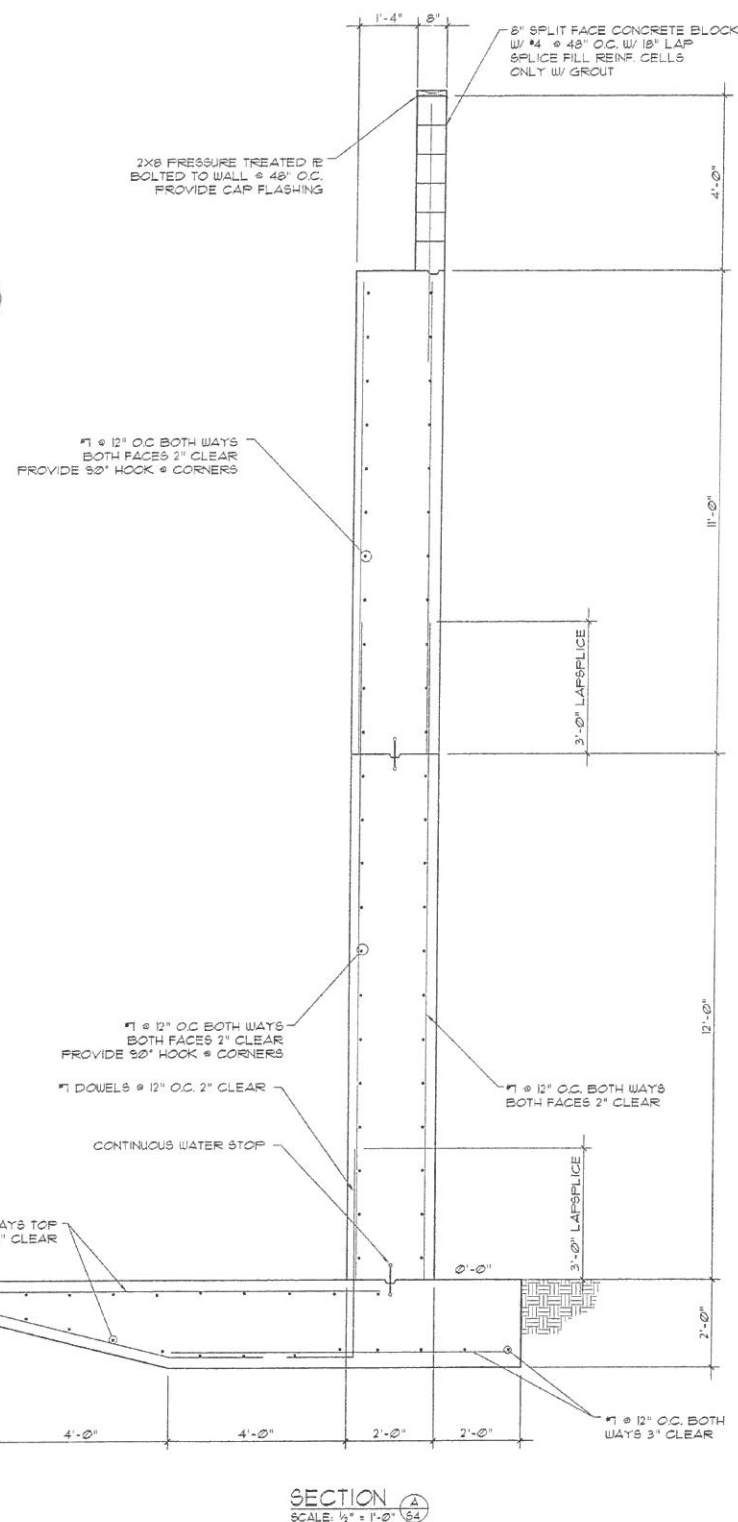 1'-4"
8"
8" SPLIT FACE CONCRETE BLOCK
W/ #4 @ 48" O.C. W/ 18" LAP
SPLICE FILL REINF. CELLS
ONLY W/ GROUT
2X8 PRESSURE TREATED ℄
BOLTED TO WALL @ 48" O.C.
PROVIDE CAP FLASHING
4'-0"
#7 @ 12" O.C BOTH WAYS
BOTH FACES 2" CLEAR
PROVIDE 90° HOOK @ CORNERS
11'-0"
3'-0" LAPSPLICE
#7 @ 12" O.C BOTH WAYS
BOTH FACES 2" CLEAR
PROVIDE 90° HOOK @ CORNERS
12'-0"
#7 DOWELS @ 12" O.C. 2" CLEAR
#7 @ 12" O.C. BOTH WAYS
BOTH FACES 2" CLEAR
CONTINUOUS WATER STOP
3'-0" LAPSPLICE
AYS TOP
" CLEAR
0'-0"
2'-0"
4'-0"
4'-0"
2'-0"
2'-0"
#7 @ 12" O.C. BOTH
WAYS 3" CLEAR
SECTION A
SCALE: ½" = 1'-0" S4